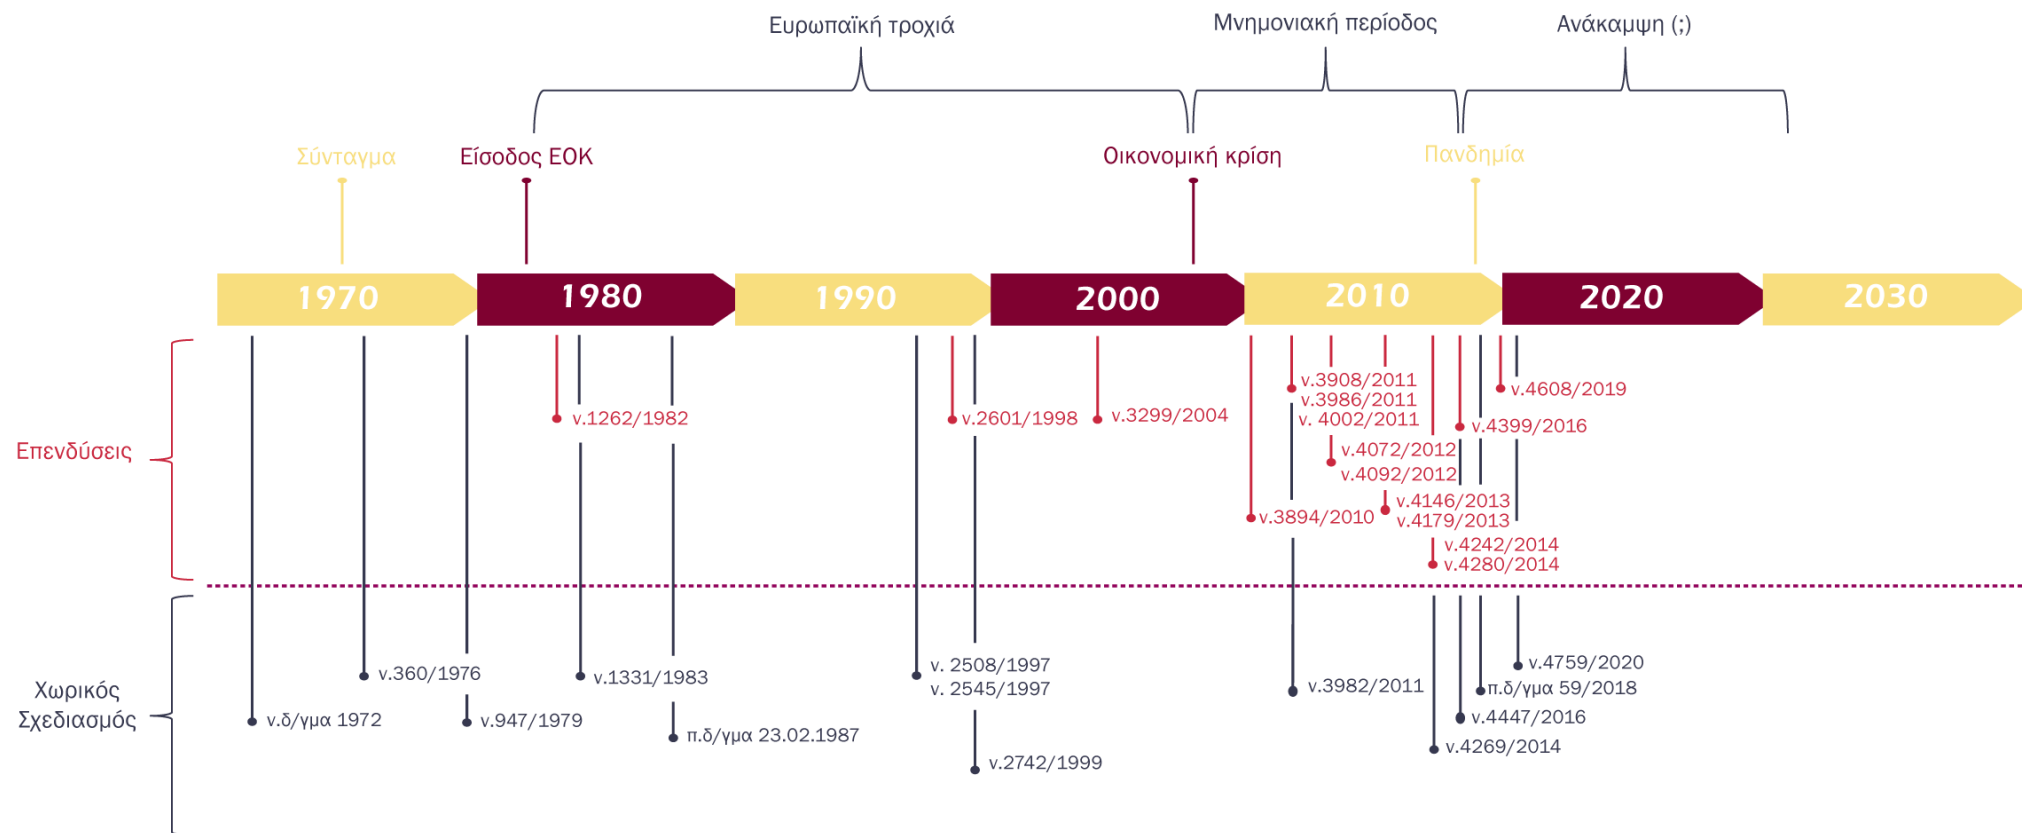 Ευρωπαϊκή τροχιά
Μνημονιακή περίοδος
Ανάκαμψη (;)
Σύνταγμα
Είσοδος ΕΟΚ
Οικονομική κρίση
Πανδημία
1970
1980
1990
2000
2010
2020
2030
Επενδύσεις
ν.1262/1982
ν.2601/1998
ν.3299/2004
ν.3894/2010
ν.3908/2011
ν.3986/2011
ν. 4002/2011
ν.4072/2012
ν.4092/2012
ν.4146/2013
ν.4179/2013
ν.4242/2014
ν.4280/2014
ν.4399/2016
ν.4608/2019
Χωρικός
Σχεδιασμός
ν.δ/γμα 1972
ν.360/1976
ν.947/1979
ν.1331/1983
π.δ/γμα 23.02.1987
ν. 2508/1997
ν. 2545/1997
ν.2742/1999
ν.3982/2011
ν.4269/2014
ν.4447/2016
π.δ/γμα 59/2018
ν.4759/2020